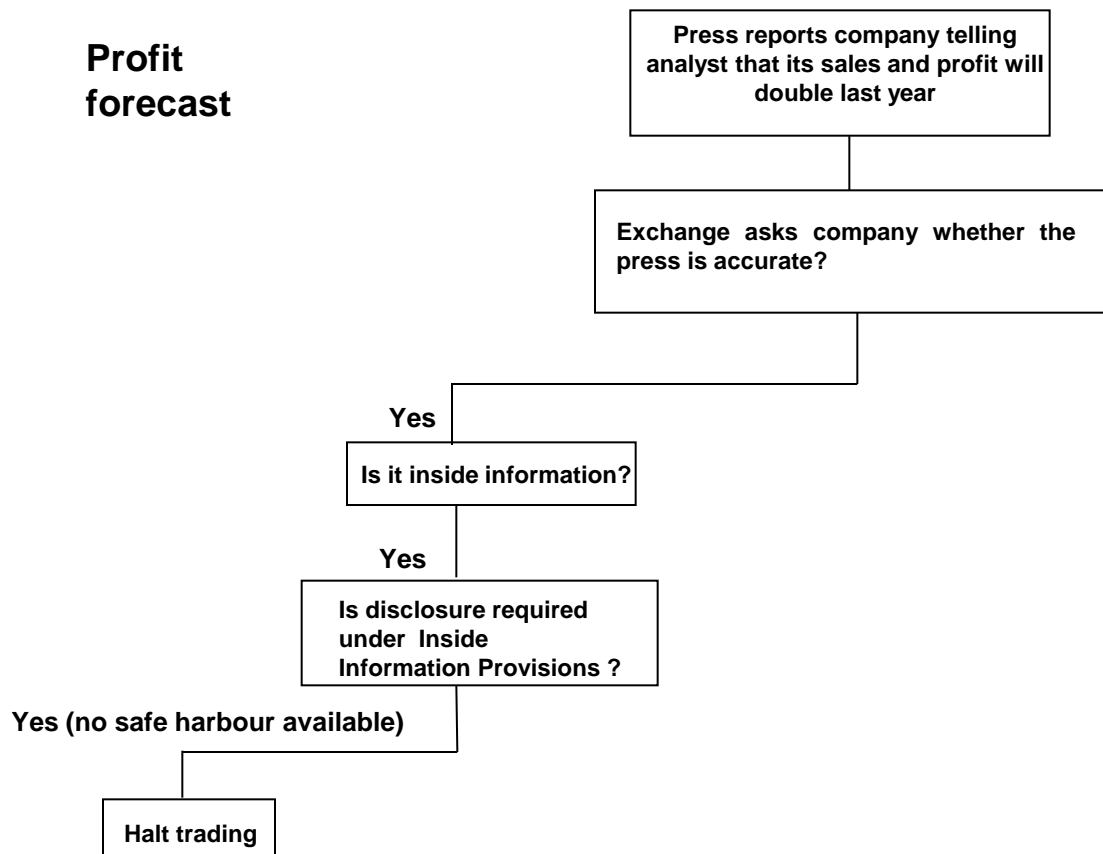 Profit
forecast
Press reports company telling
analyst that its sales and profit will
double last year
Exchange asks company whether the
press is accurate?
Yes
Is it inside information?
Yes
Is disclosure required
under Inside
Information Provisions ?
Yes (no safe harbour available)
Halt trading